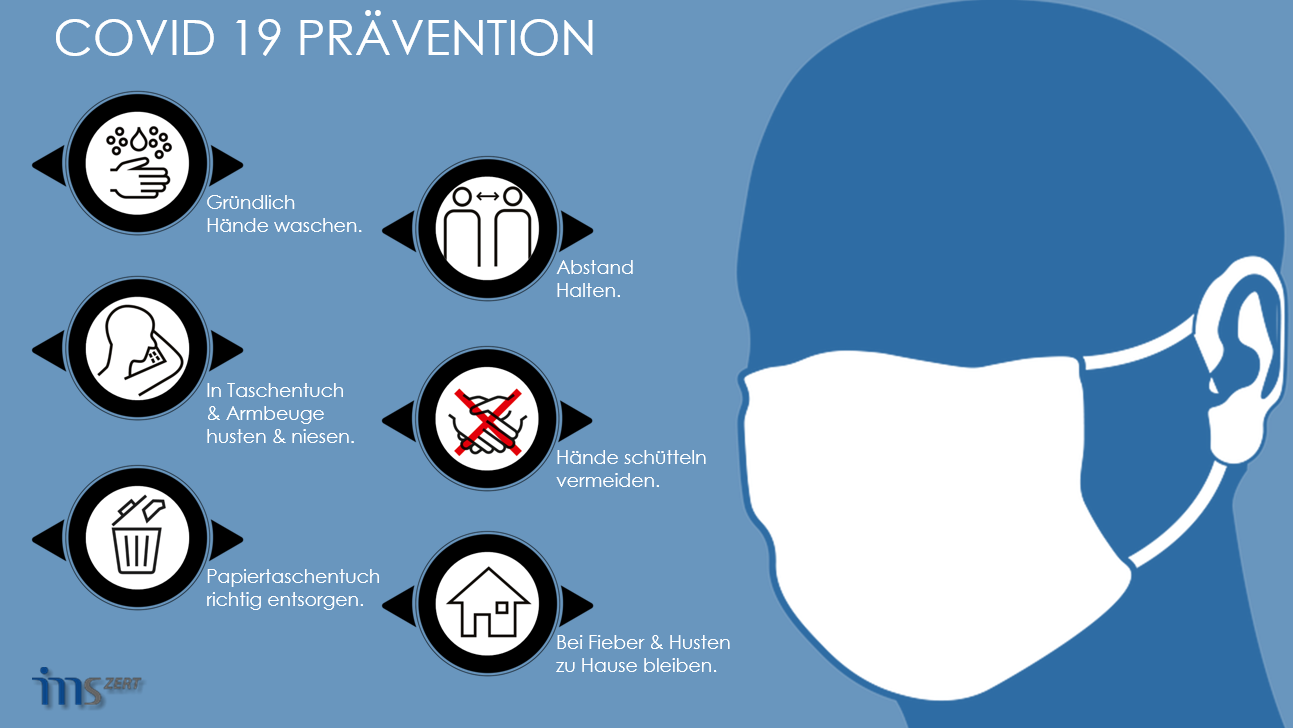 COVID 19 PRÄVENTION
Gründlich
Hände waschen.
In Taschentuch
& Armbeuge
husten & niesen.
Papiertaschentuch
richtig entsorgen.
Abstand
Halten.
Hände schütteln
vermeiden.
Bei Fieber & Husten
zu Hause bleiben.
ims ZERT